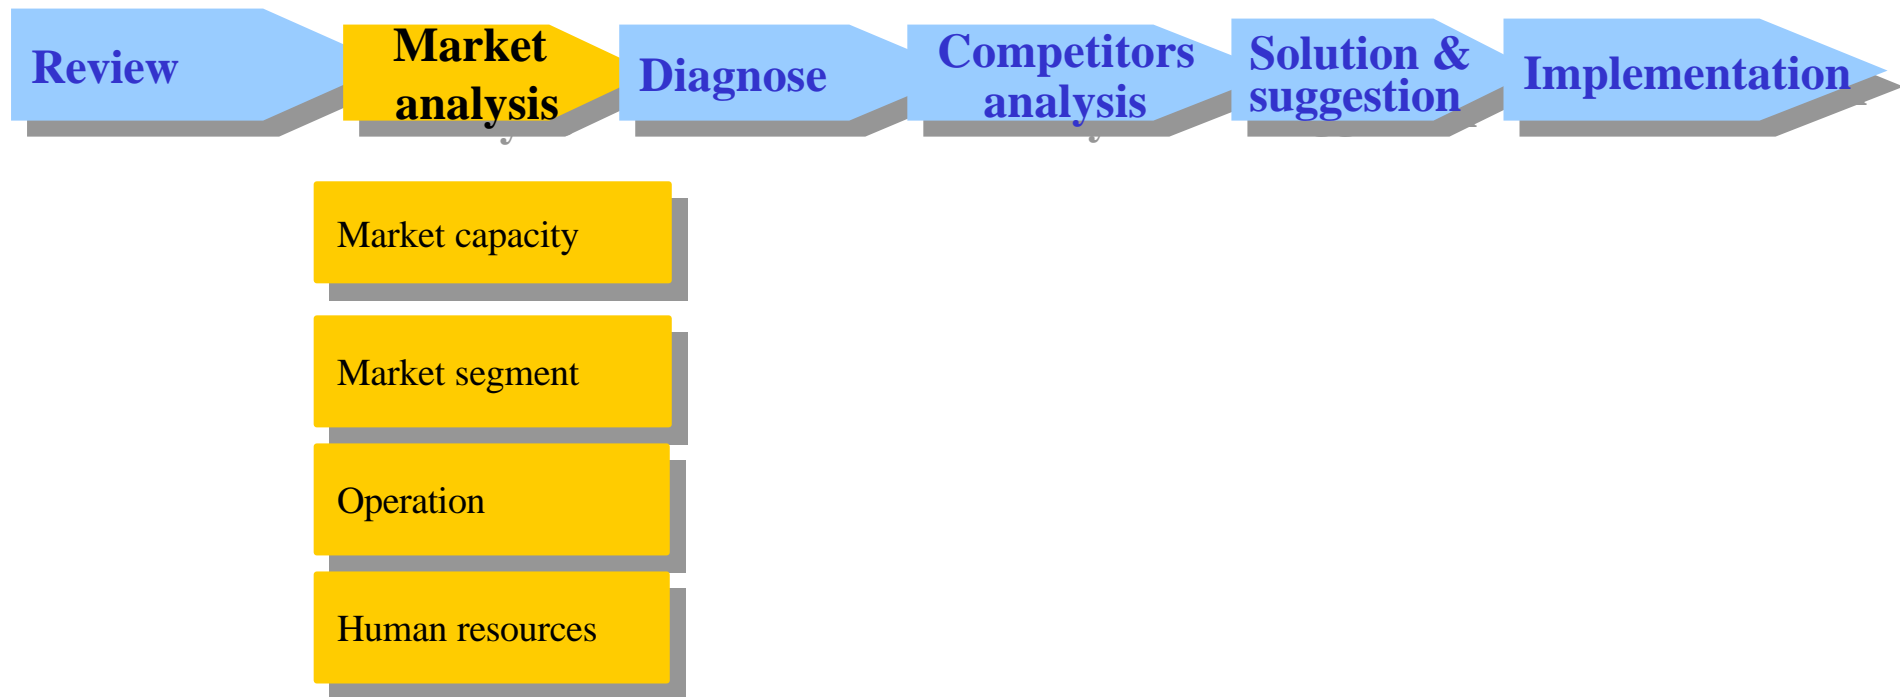 Review
Market
analysis
Diagnose
Competitors
analysis
Solution &
suggestion
Implementation
Market capacity
Market segment
Operation
Human resources